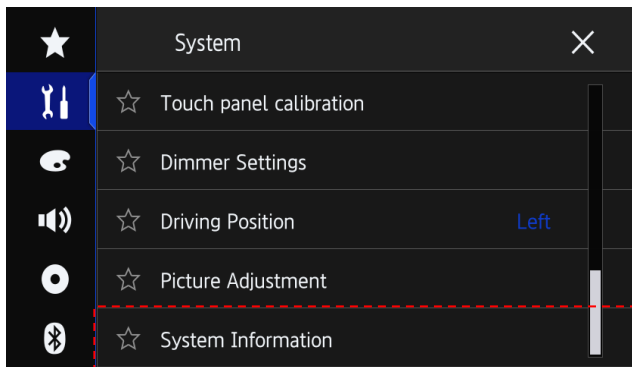 System
Touch panel calibration
Dimmer Settings
Driving Position Left
Picture Adjustment
System Information